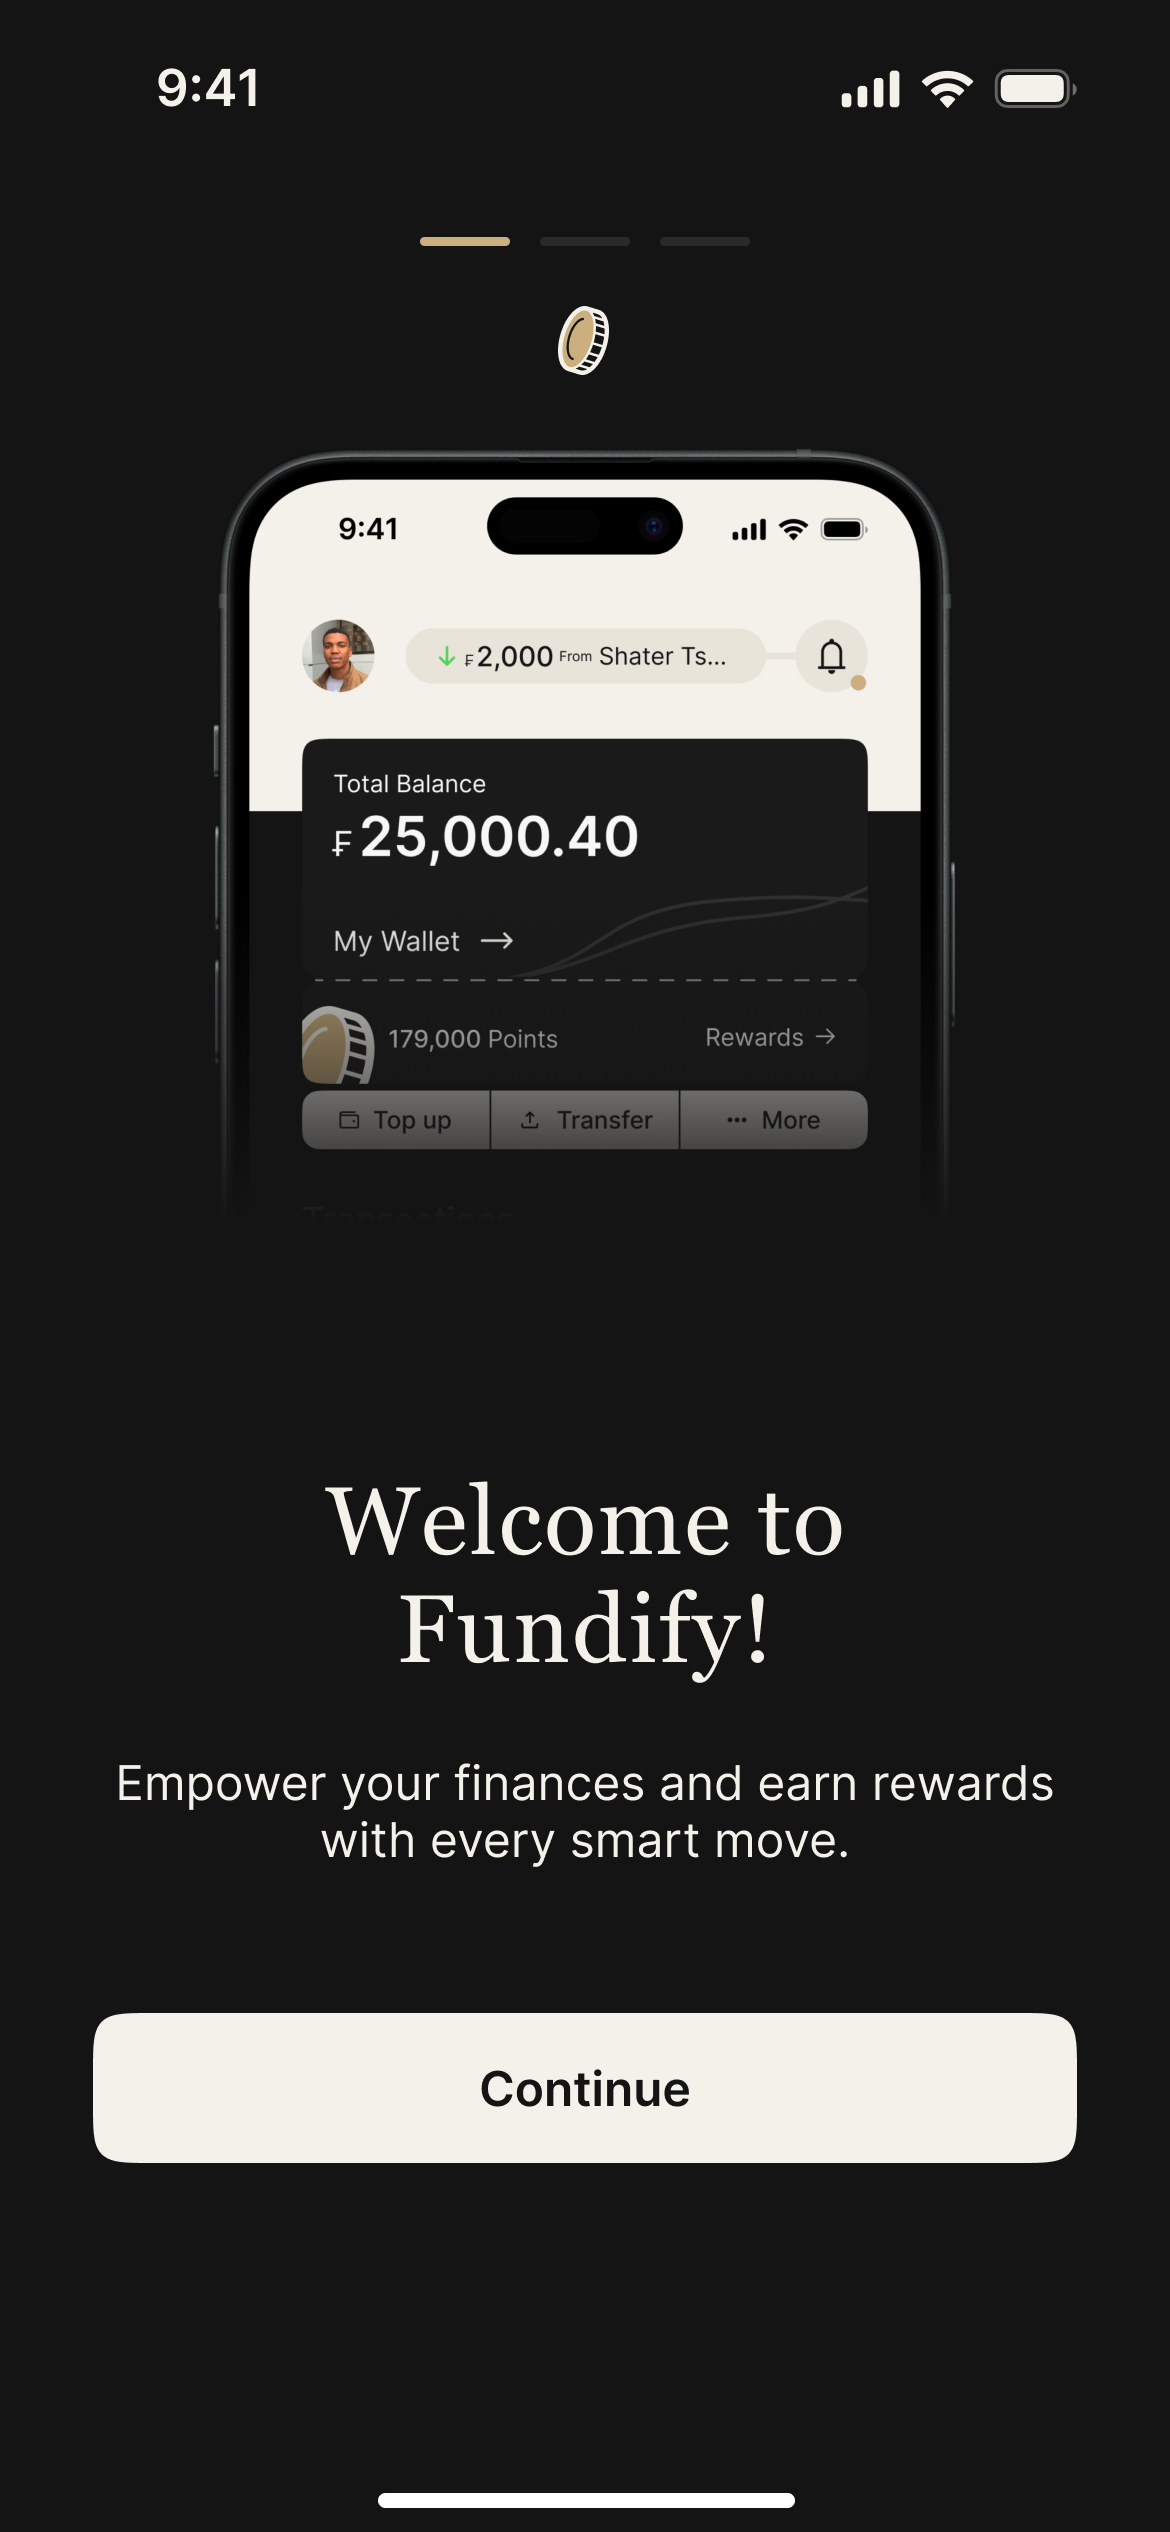 9:41
9:41
₣2,000 From Shater Ts...
Total Balance
₣25,000.40
My Wallet →
179,000 Points Rewards →
Top up Transfer More
Transactions
Welcome to
Fundify!
Empower your finances and earn rewards
with every smart move.
Continue